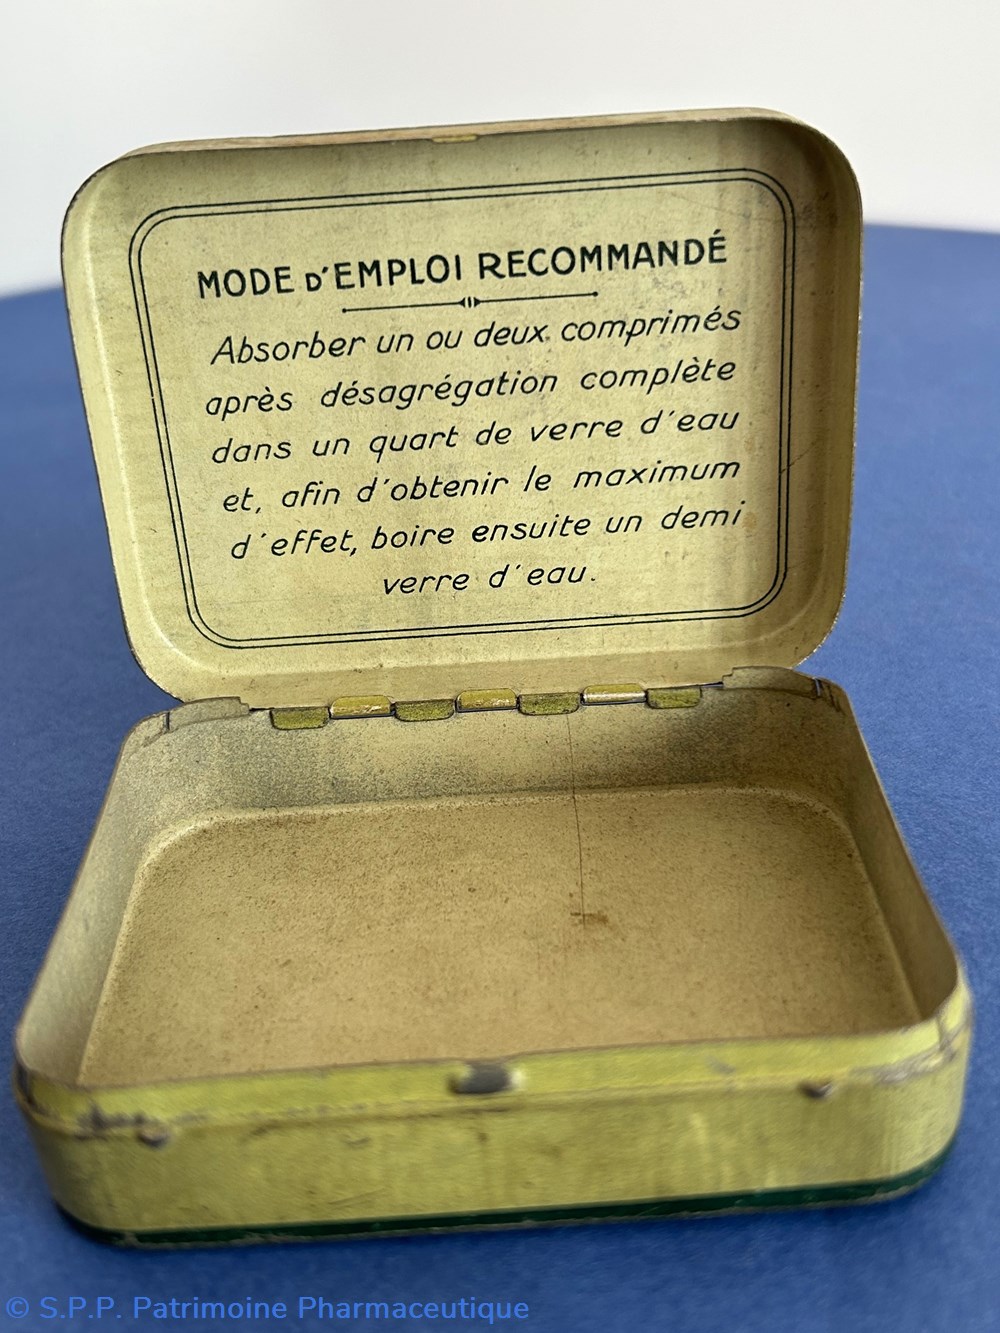 MODE D'EMPLOI RECOMMANDÉ
Absorber un ou deux comprimés
après désagrégation complète
dans un quart de verre d'eau
et, afin d'obtenir le maximum
d'effet, boire ensuite un demi
verre d'eau.
© S.P.P. Patrimoine Pharmaceutique